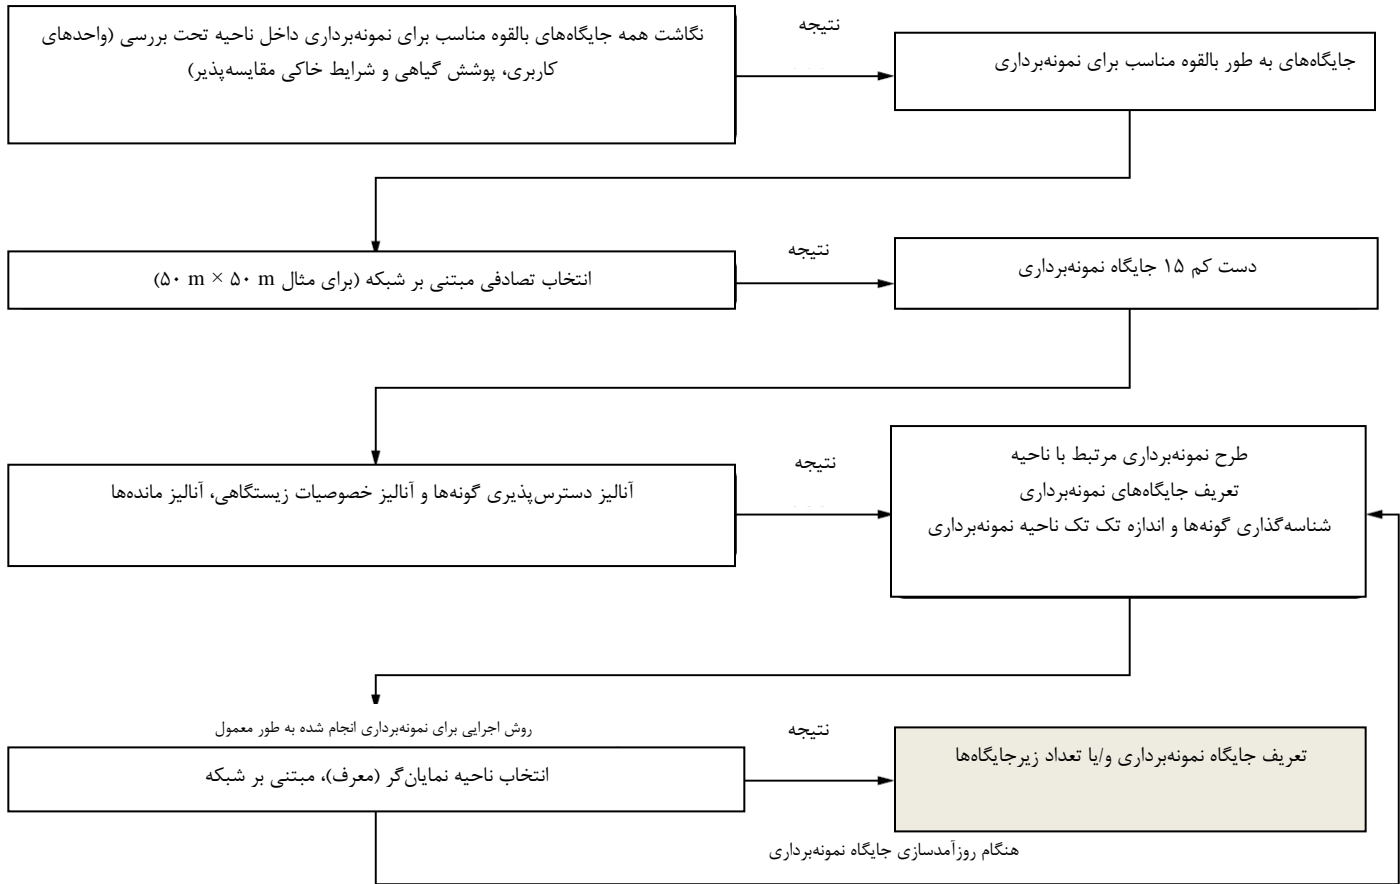 نگاشت همه جایگاه‌های بالقوه مناسب برای نمونه‌برداری داخل ناحیه تحت بررسی (واحدهای
کاربری، پوشش گیاهی و شرایط خاکی مقایسه‌پذیر)
نتیجه
جایگاه‌های به طور بالقوه مناسب برای نمونه‌برداری
انتخاب تصادفی مبتنی بر شبکه (برای مثال ۵۰ m × ۵۰ m)
نتیجه
دست کم ۱۵ جایگاه نمونه‌برداری
آنالیز دسترس‌پذیری گونه‌ها و آنالیز خصوصیات زیستگاهی، آنالیز مانده‌ها
نتیجه
طرح نمونه‌برداری مرتبط با ناحیه
تعریف جایگاه‌های نمونه‌برداری
شناسه‌گذاری گونه‌ها و اندازه تک تک ناحیه نمونه‌برداری
روش اجرایی برای نمونه‌برداری انجام شده به طور معمول
انتخاب ناحیه نمایان‌گر (معرف)، مبتنی بر شبکه
نتیجه
تعریف جایگاه نمونه‌برداری و/یا تعداد زیرجایگاه‌ها
هنگام روزآمدسازی جایگاه نمونه‌برداری